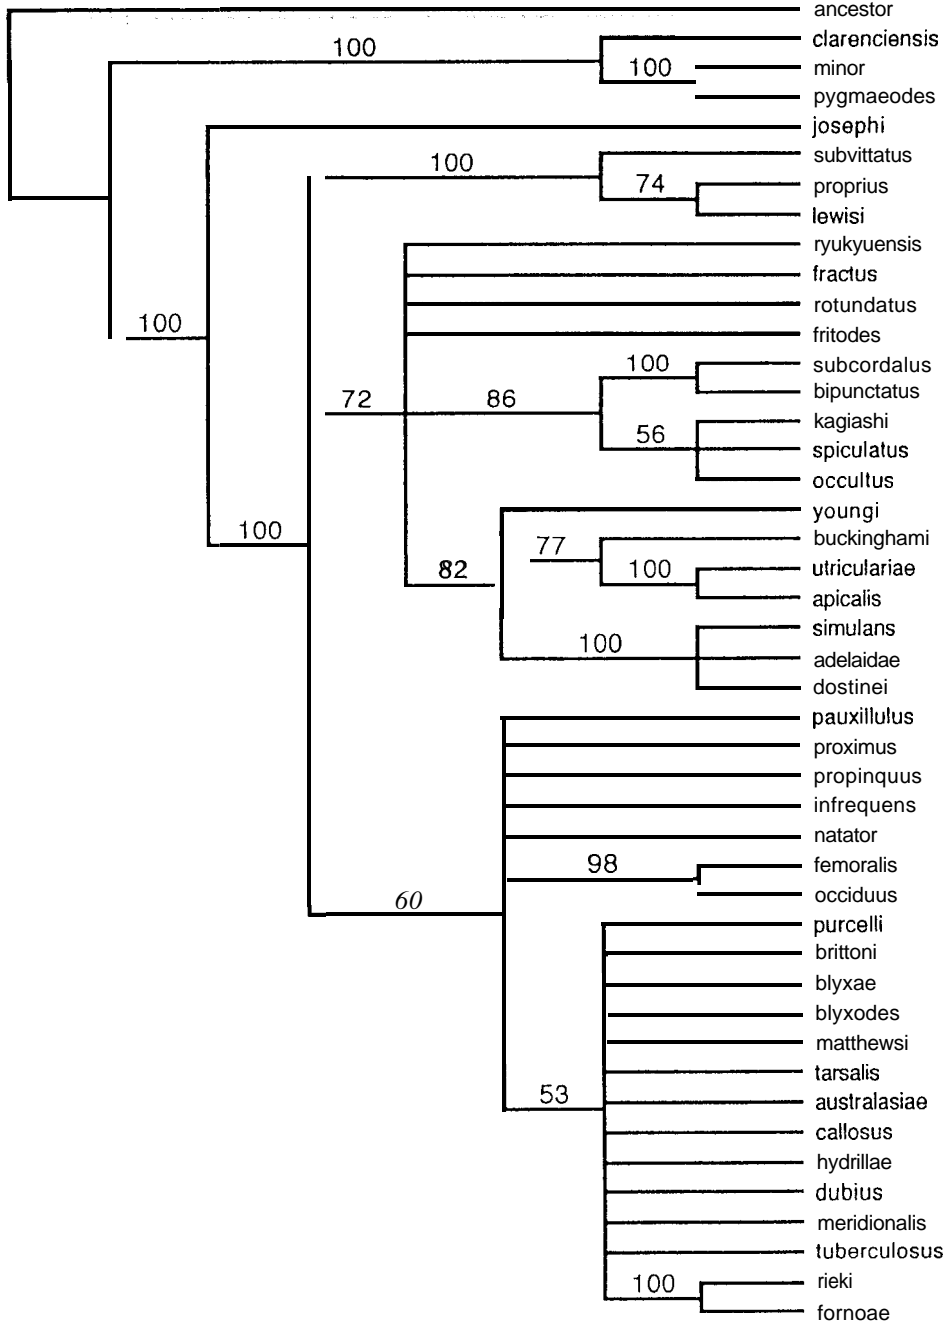 ancestor
clarenciensis
100
minor
100
pygmaeodes
josephi
subvittatus
100
proprius
74
lewisi
ryukyuensis
fractus
rotundatus
100
fritodes
subcordalus
100
bipunctatus
72 86
kagiashi
56
spiculatus
occultus
youngi
100
buckinghami
77
utriculariae
82 100
apicalis
simulans
100
adelaidae
dostinei
pauxillulus
proximus
propinquus
infrequens
natator
femoralis
98
occiduus
60
purcelli
brittoni
blyxae
blyxodes
matthewsi
tarsalis
53
australasiae
callosus
hydrillae
dubius
meridionalis
tuberculosus
rieki
100
fornoae